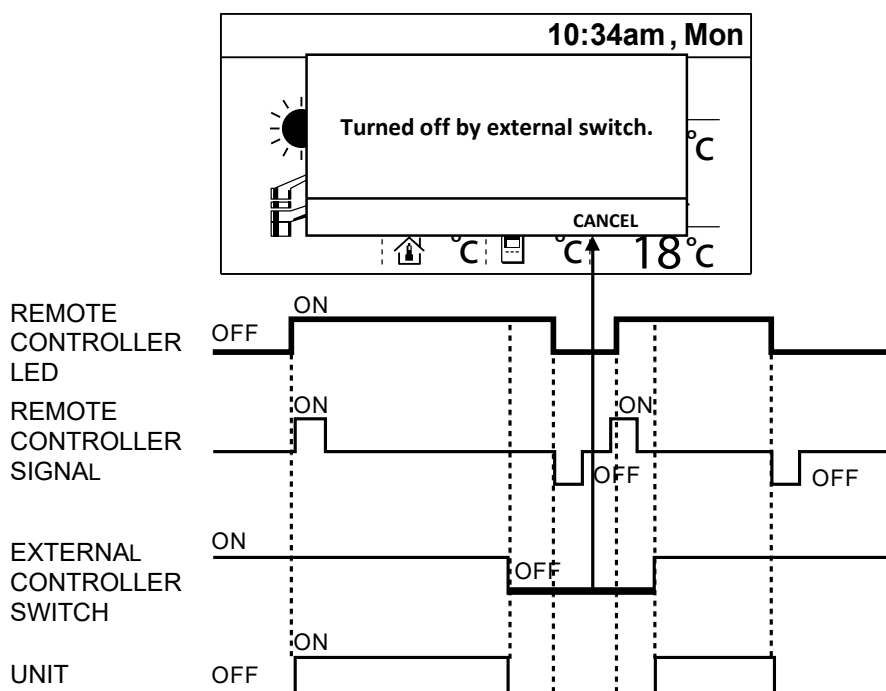 10:34am , Mon
Turned off by external switch.
°C
CANCEL
°C °C 18°C
REMOTE CONTROLLER LED
OFF
ON
REMOTE CONTROLLER SIGNAL
ON
OFF
ON
OFF
EXTERNAL CONTROLLER SWITCH
ON
OFF
UNIT
OFF
ON